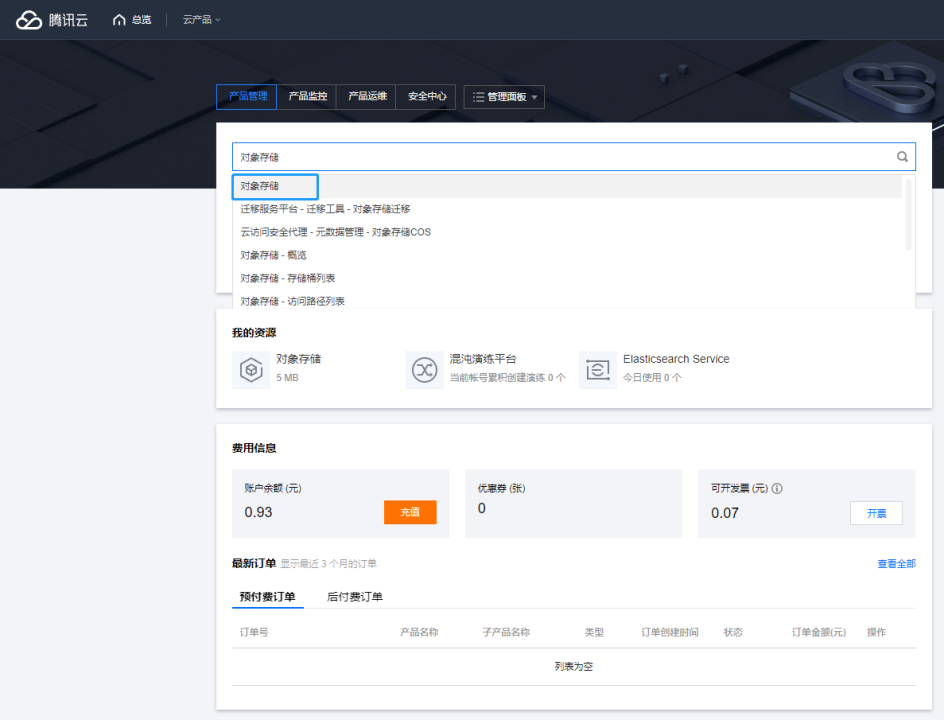 腾讯云 总览 云产品
产品管理 产品监控 产品运维 安全中心 管理面板
对象存储
对象存储
迁移服务平台 - 迁移工具 - 对象存储迁移
云访问安全代理 - 元数据管理 - 对象存储COS
对象存储 - 概览
对象存储 - 存储桶列表
对象存储 - 访问路径列表
我的资源
对象存储 混沌演练平台 Elasticsearch Service
5 MB 当前帐号累积创建演练 0 个 今日使用 0 个
费用信息
账户余额 (元) 优惠券 (张) 可开发票 (元)
0.93 充值 0 0.07 开票
最新订单 显示最近 3 个月的订单 查看全部
预付费订单 后付费订单
订单号 产品名称 子产品名称 类型 订单创建时间 状态 订单金额(元) 操作
列表为空